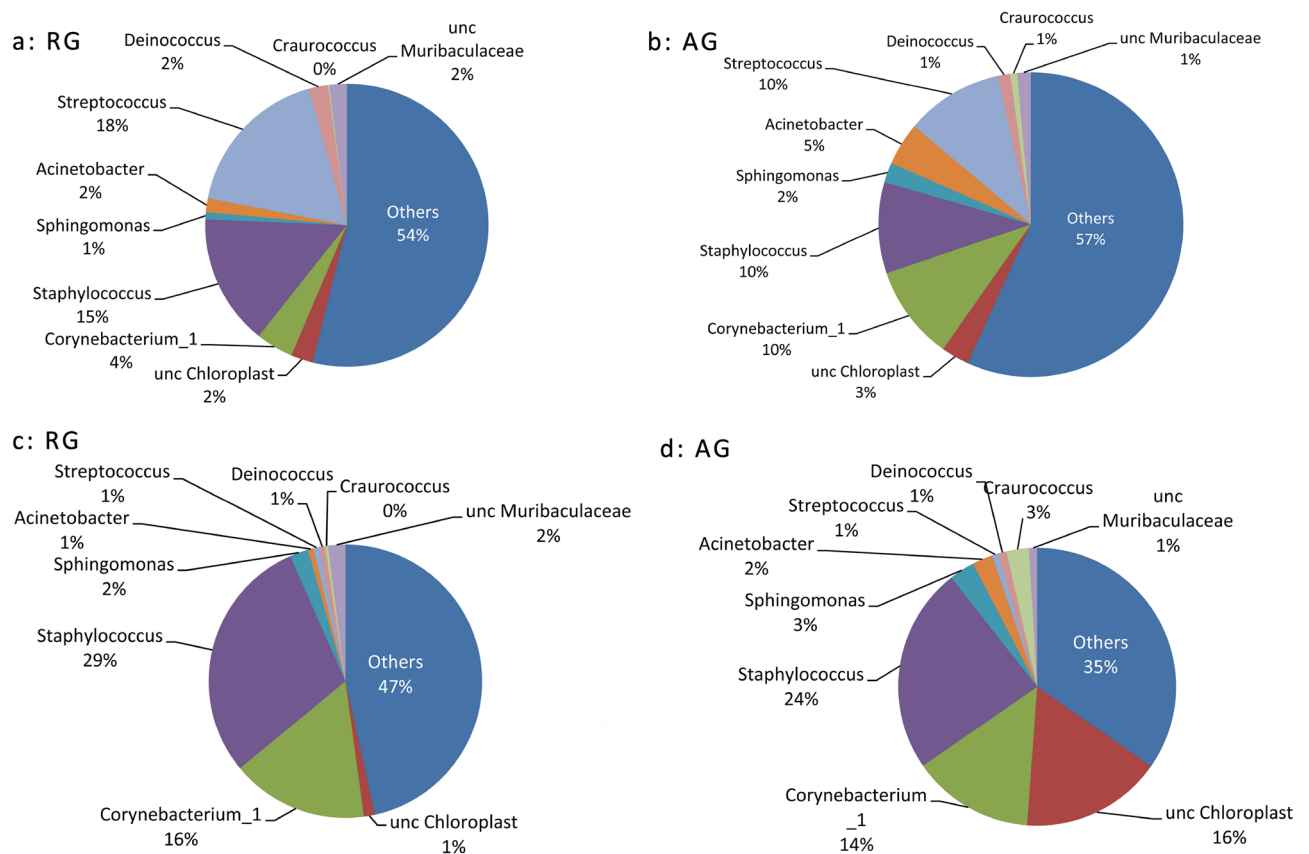 a: RG
Deinococcus
2%
Craurococcus
0%
unc
Muribaculaceae
2%
Streptococcus
18%
Acinetobacter
2%
Sphingomonas
1%
Staphylococcus
15%
Corynebacterium_1
4%
unc Chloroplast
2%
Others
54%
b: AG
Craurococcus
1%
Deinococcus
1%
unc Muribaculaceae
1%
Streptococcus
10%
Acinetobacter
5%
Sphingomonas
2%
Staphylococcus
10%
Corynebacterium_1
10%
unc Chloroplast
3%
Others
57%
c: RG
Streptococcus
1%
Deinococcus
1%
Craurococcus
0%
unc Muribaculaceae
2%
Acinetobacter
1%
Sphingomonas
2%
Staphylococcus
29%
Others
47%
Corynebacterium_1
16%
unc Chloroplast
1%
d: AG
Deinococcus
1%
Craurococcus
3%
unc
Muribaculaceae
1%
Streptococcus
1%
Acinetobacter
2%
Sphingomonas
3%
Staphylococcus
24%
Others
35%
Corynebacterium
_1
14%
unc Chloroplast
16%